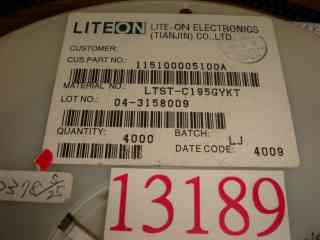 LITEON LITE-ON ELECTRONICS
(TIANJIN) CO.,LTD.
CUSTOMER:
CUS.PART NO.: 115100005100A
MATERIAL NO.: LTST-C195GYKT
LOT NO.: 04-3158009
QUANTITY: 4000 BATCH: LJ
DATE CODE: 4009
13189